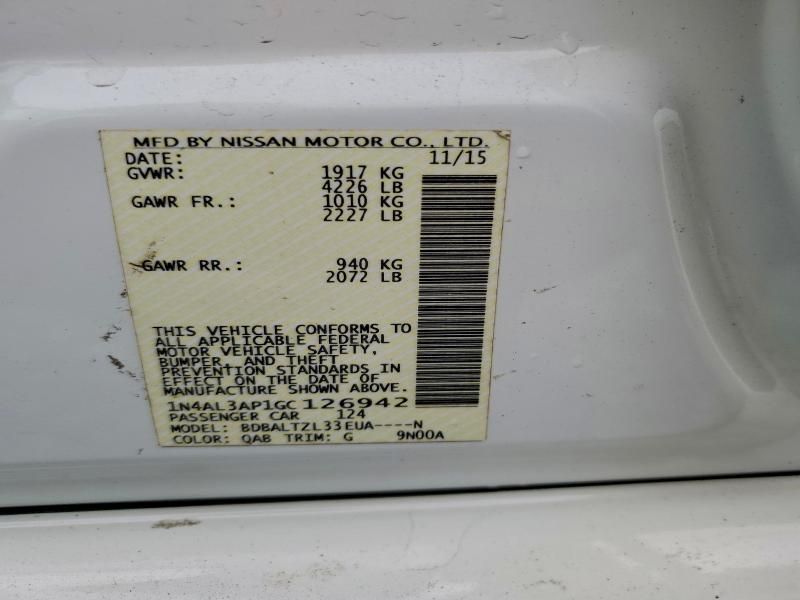 MFD BY NISSAN MOTOR CO., LTD.
DATE: 11/15
GVWR: 1917 KG
4226 LB
GAWR FR.: 1010 KG
2227 LB
GAWR RR.: 940 KG
2072 LB
THIS VEHICLE CONFORMS TO
ALL APPLICABLE FEDERAL
MOTOR VEHICLE SAFETY,
BUMPER, AND THEFT
PREVENTION STANDARDS IN
EFFECT ON THE DATE OF
MANUFACTURE SHOWN ABOVE.
1N4AL3AP1GC126942
PASSENGER CAR 124
MODEL: BDBALTZL33EUA----N
COLOR: QAB TRIM: G 9N00A